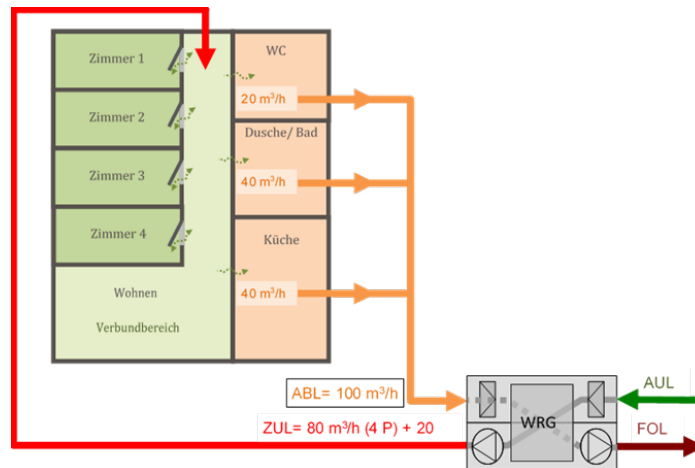 Zimmer 1
WC
20 m³/h
Zimmer 2
Dusche/ Bad
Zimmer 3
40 m³/h
Zimmer 4
Küche
Wohnen
40 m³/h
Verbundbereich
ABL= 100 m³/h
AUL
ZUL= 80 m³/h (4 P) + 20
WRG
FOL